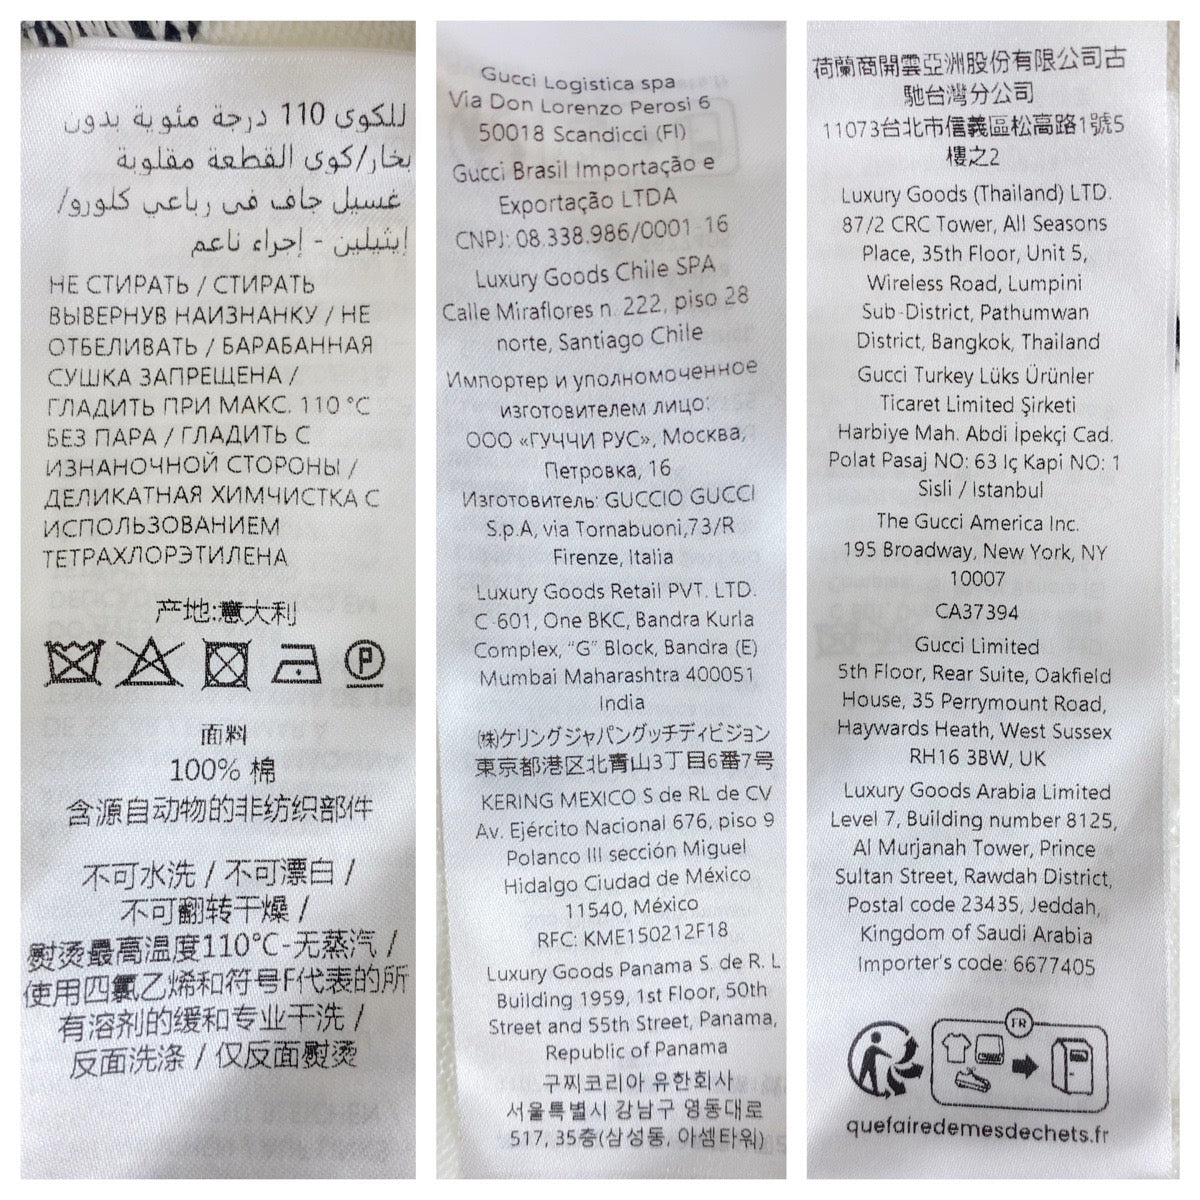 للكوى 110 درجة مئوية بدون
بخار/كوى القطعة مقلوبة
غسيل جاف فى رباعي كلورو/
إيثيلين - إجراء ناعم
НЕ СТИРАТЬ / СТИРАТЬ
ВЫВЕРНУВ НАИЗНАНКУ / НЕ
ОТБЕЛИВАТЬ / БАРАБАННАЯ
СУШКА ЗАПРЕЩЕНА /
ГЛАДИТЬ ПРИ МАКС. 110 °C
БЕЗ ПАРА / ГЛАДИТЬ С
ИЗНАНОЧНОЙ СТОРОНЫ /
ДЕЛИКАТНАЯ ХИМЧИСТКА С
ИСПОЛЬЗОВАНИЕМ
ТЕТРАХЛОРЭТИЛЕНА
产地:意大利
P
面料
100% 棉
含源自动物的非纺织部件
不可水洗 / 不可漂白 /
不可翻转干燥 /
熨烫最高温度110°C-无蒸汽 /
使用四氯乙烯和符号F代表的所
有溶剂的缓和专业干洗 /
反面洗涤 / 仅反面熨烫
Gucci Logistica spa
Via Don Lorenzo Perosi 6
50018 Scandicci (FI)
Gucci Brasil Importação e
Exportação LTDA
CNPJ: 08.338.986/0001 16
Luxury Goods Chile SPA
Calle Miraflores n. 222, piso 28
norte, Santiago Chile
Импортер и уполномоченное
изготовителем лицо:
ООО «ГУЧЧИ РУС», Москва,
Петровка, 16
Изготовитель: GUCCIO GUCCI
S.p.A, via Tornabuoni,73/R
Firenze, Italia
Luxury Goods Retail PVT. LTD.
C-601, One BKC, Bandra Kurla
Complex, "G" Block, Bandra (E)
Mumbai Maharashtra 400051
India
㈱ケリングジャパングッチディビジョン
東京都港区北青山3丁目6番7号
KERING MEXICO S de RL de CV
Av. Ejército Nacional 676, piso 9
Polanco III sección Miguel
Hidalgo Ciudad de México
11540, México
RFC: KME150212F18
Luxury Goods Panama S. de R. L
Building 1959, 1st Floor, 50th
Street and 55th Street, Panama,
Republic of Panama
구찌코리아 유한회사
서울특별시 강남구 영동대로
517, 35층(삼성동, 아셈타워)
荷蘭商開雲亞洲股份有限公司古
馳台灣分公司
11073台北市信義區松高路1號5
樓之2
Luxury Goods (Thailand) LTD.
87/2 CRC Tower, All Seasons
Place, 35th Floor, Unit 5,
Wireless Road, Lumpini
Sub-District, Pathumwan
District, Bangkok, Thailand
Gucci Turkey Lüks Ürünler
Ticaret Limited Şirketi
Harbiye Mah. Abdi İpekçi Cad.
Polat Pasaj NO: 63 Iç Kapi NO: 1
Sisli / Istanbul
The Gucci America Inc.
195 Broadway, New York, NY
10007
CA37394
Gucci Limited
5th Floor, Rear Suite, Oakfield
House, 35 Perrymount Road,
Haywards Heath, West Sussex
RH16 3BW, UK
Luxury Goods Arabia Limited
Level 7, Building number 8125,
Al Murjanah Tower, Prince
Sultan Street, Rawdah District,
Postal code 23435, Jeddah,
Kingdom of Saudi Arabia
Importer's code: 6677405
FR
quefairedemesdechets.fr